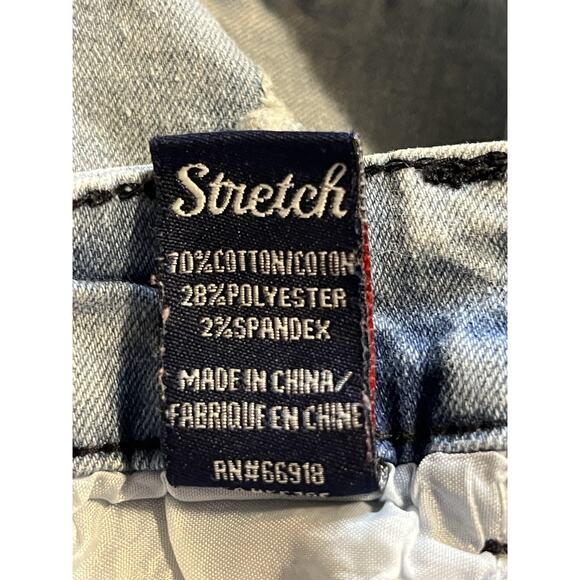 Stretch
70%COTTON/COTON
28%POLYESTER
2%SPANDEX
MADE IN CHINA/
FABRIQUE EN CHINE
RN#66918